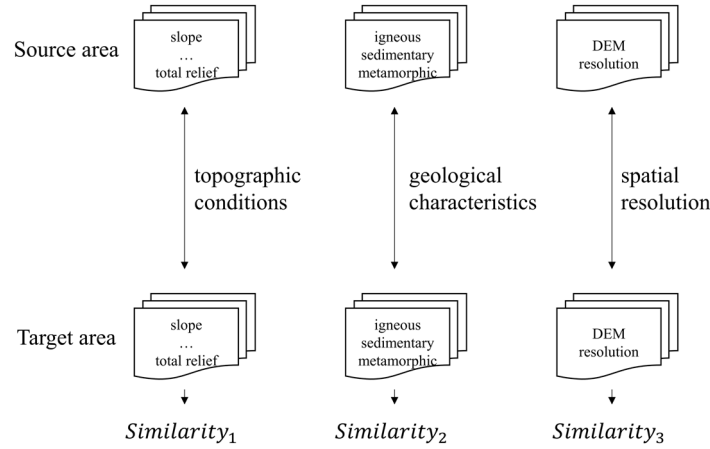 Source area
slope
…
total relief
igneous
sedimentary
metamorphic
DEM
resolution
topographic
conditions
geological
characteristics
spatial
resolution
Target area
slope
…
total relief
igneous
sedimentary
metamorphic
DEM
resolution
Similarity₁
Similarity₂
Similarity₃